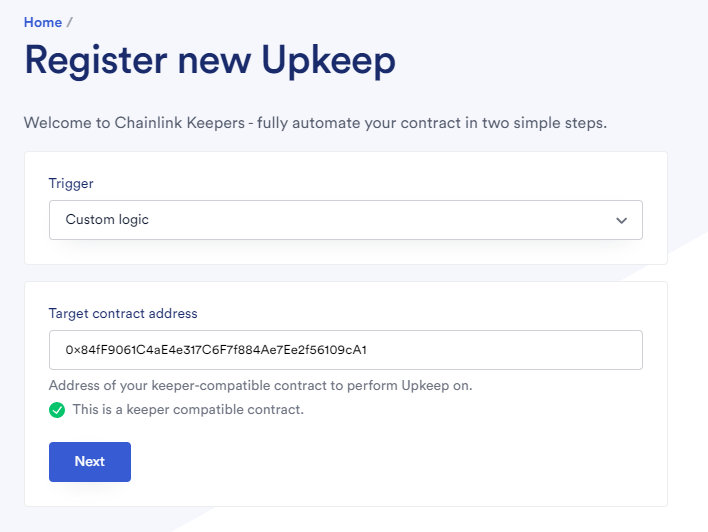 Home /
Register new Upkeep
Welcome to Chainlink Keepers - fully automate your contract in two simple steps.
Trigger
Custom logic
Target contract address
0x84fF9061C4aE4e317C6F7f884Ae7Ee2f56109cA1
Address of your keeper-compatible contract to perform Upkeep on.
This is a keeper compatible contract.
Next